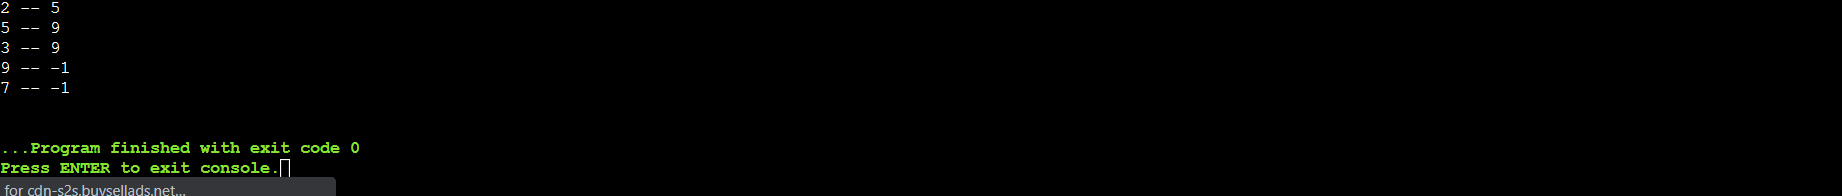 2 -- 5
5 -- 9
3 -- 9
9 -- -1
7 -- -1
...Program finished with exit code 0
Press ENTER to exit console.
for cdn-s2s.buysellads.net...